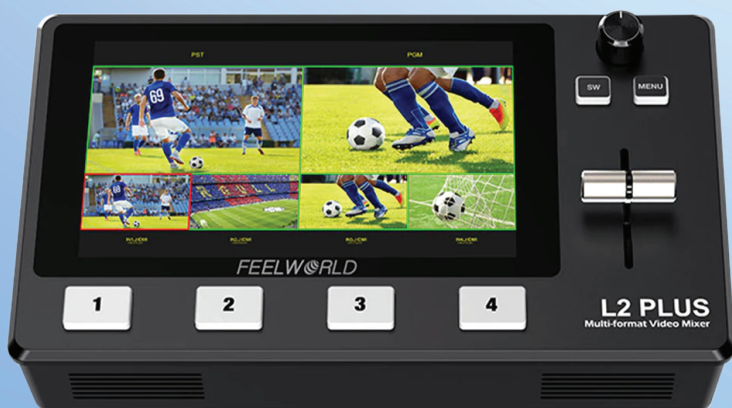 PST
PGM
SW
MENU
69
FEELWORLD
1
2
3
4
L2 PLUS
Multi-format Video Mixer